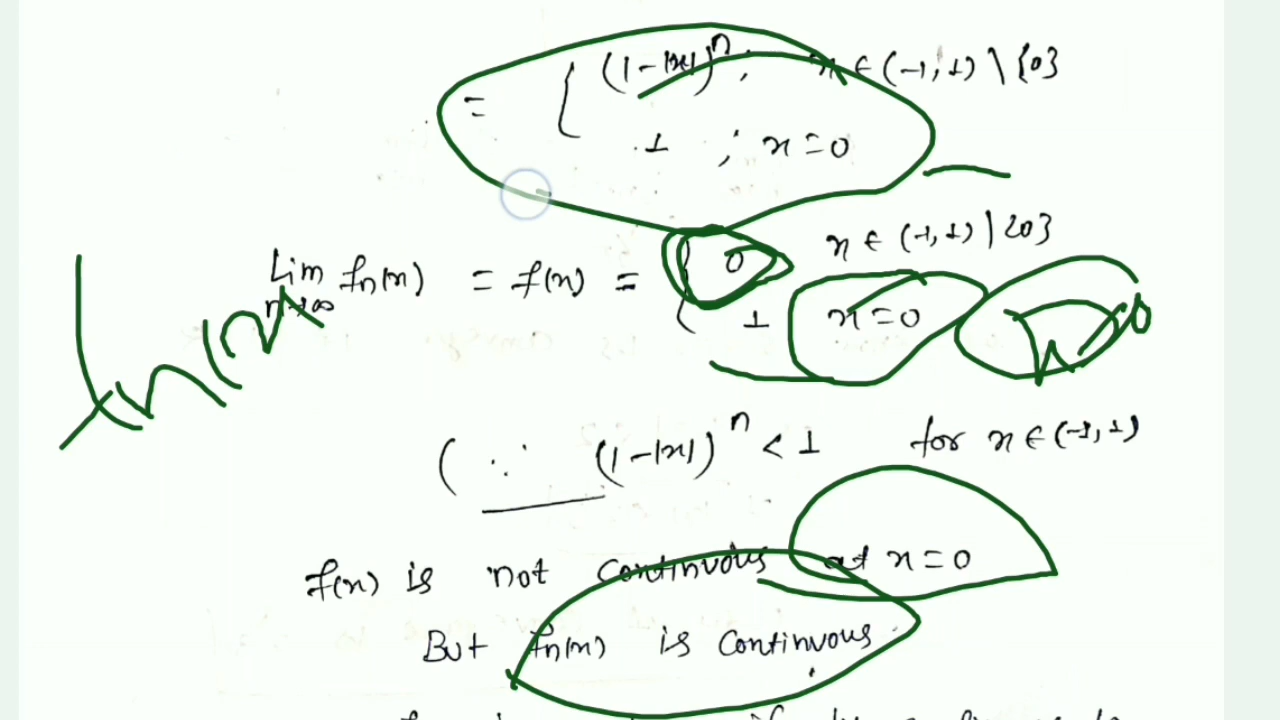 = { (1-|x|)^n ; x ∈ (-1,1) \ {0}
1 ; x=0
lim n→∞ fn(x) = f(x) = { 0 x ∈ (-1,1) \ {0}
1 x=0
fn(x)
( ∵ (1-|x|)^n < 1 for x ∈ (-1,1)
f(x) is not continuous at x=0
But fn(x) is continuous.